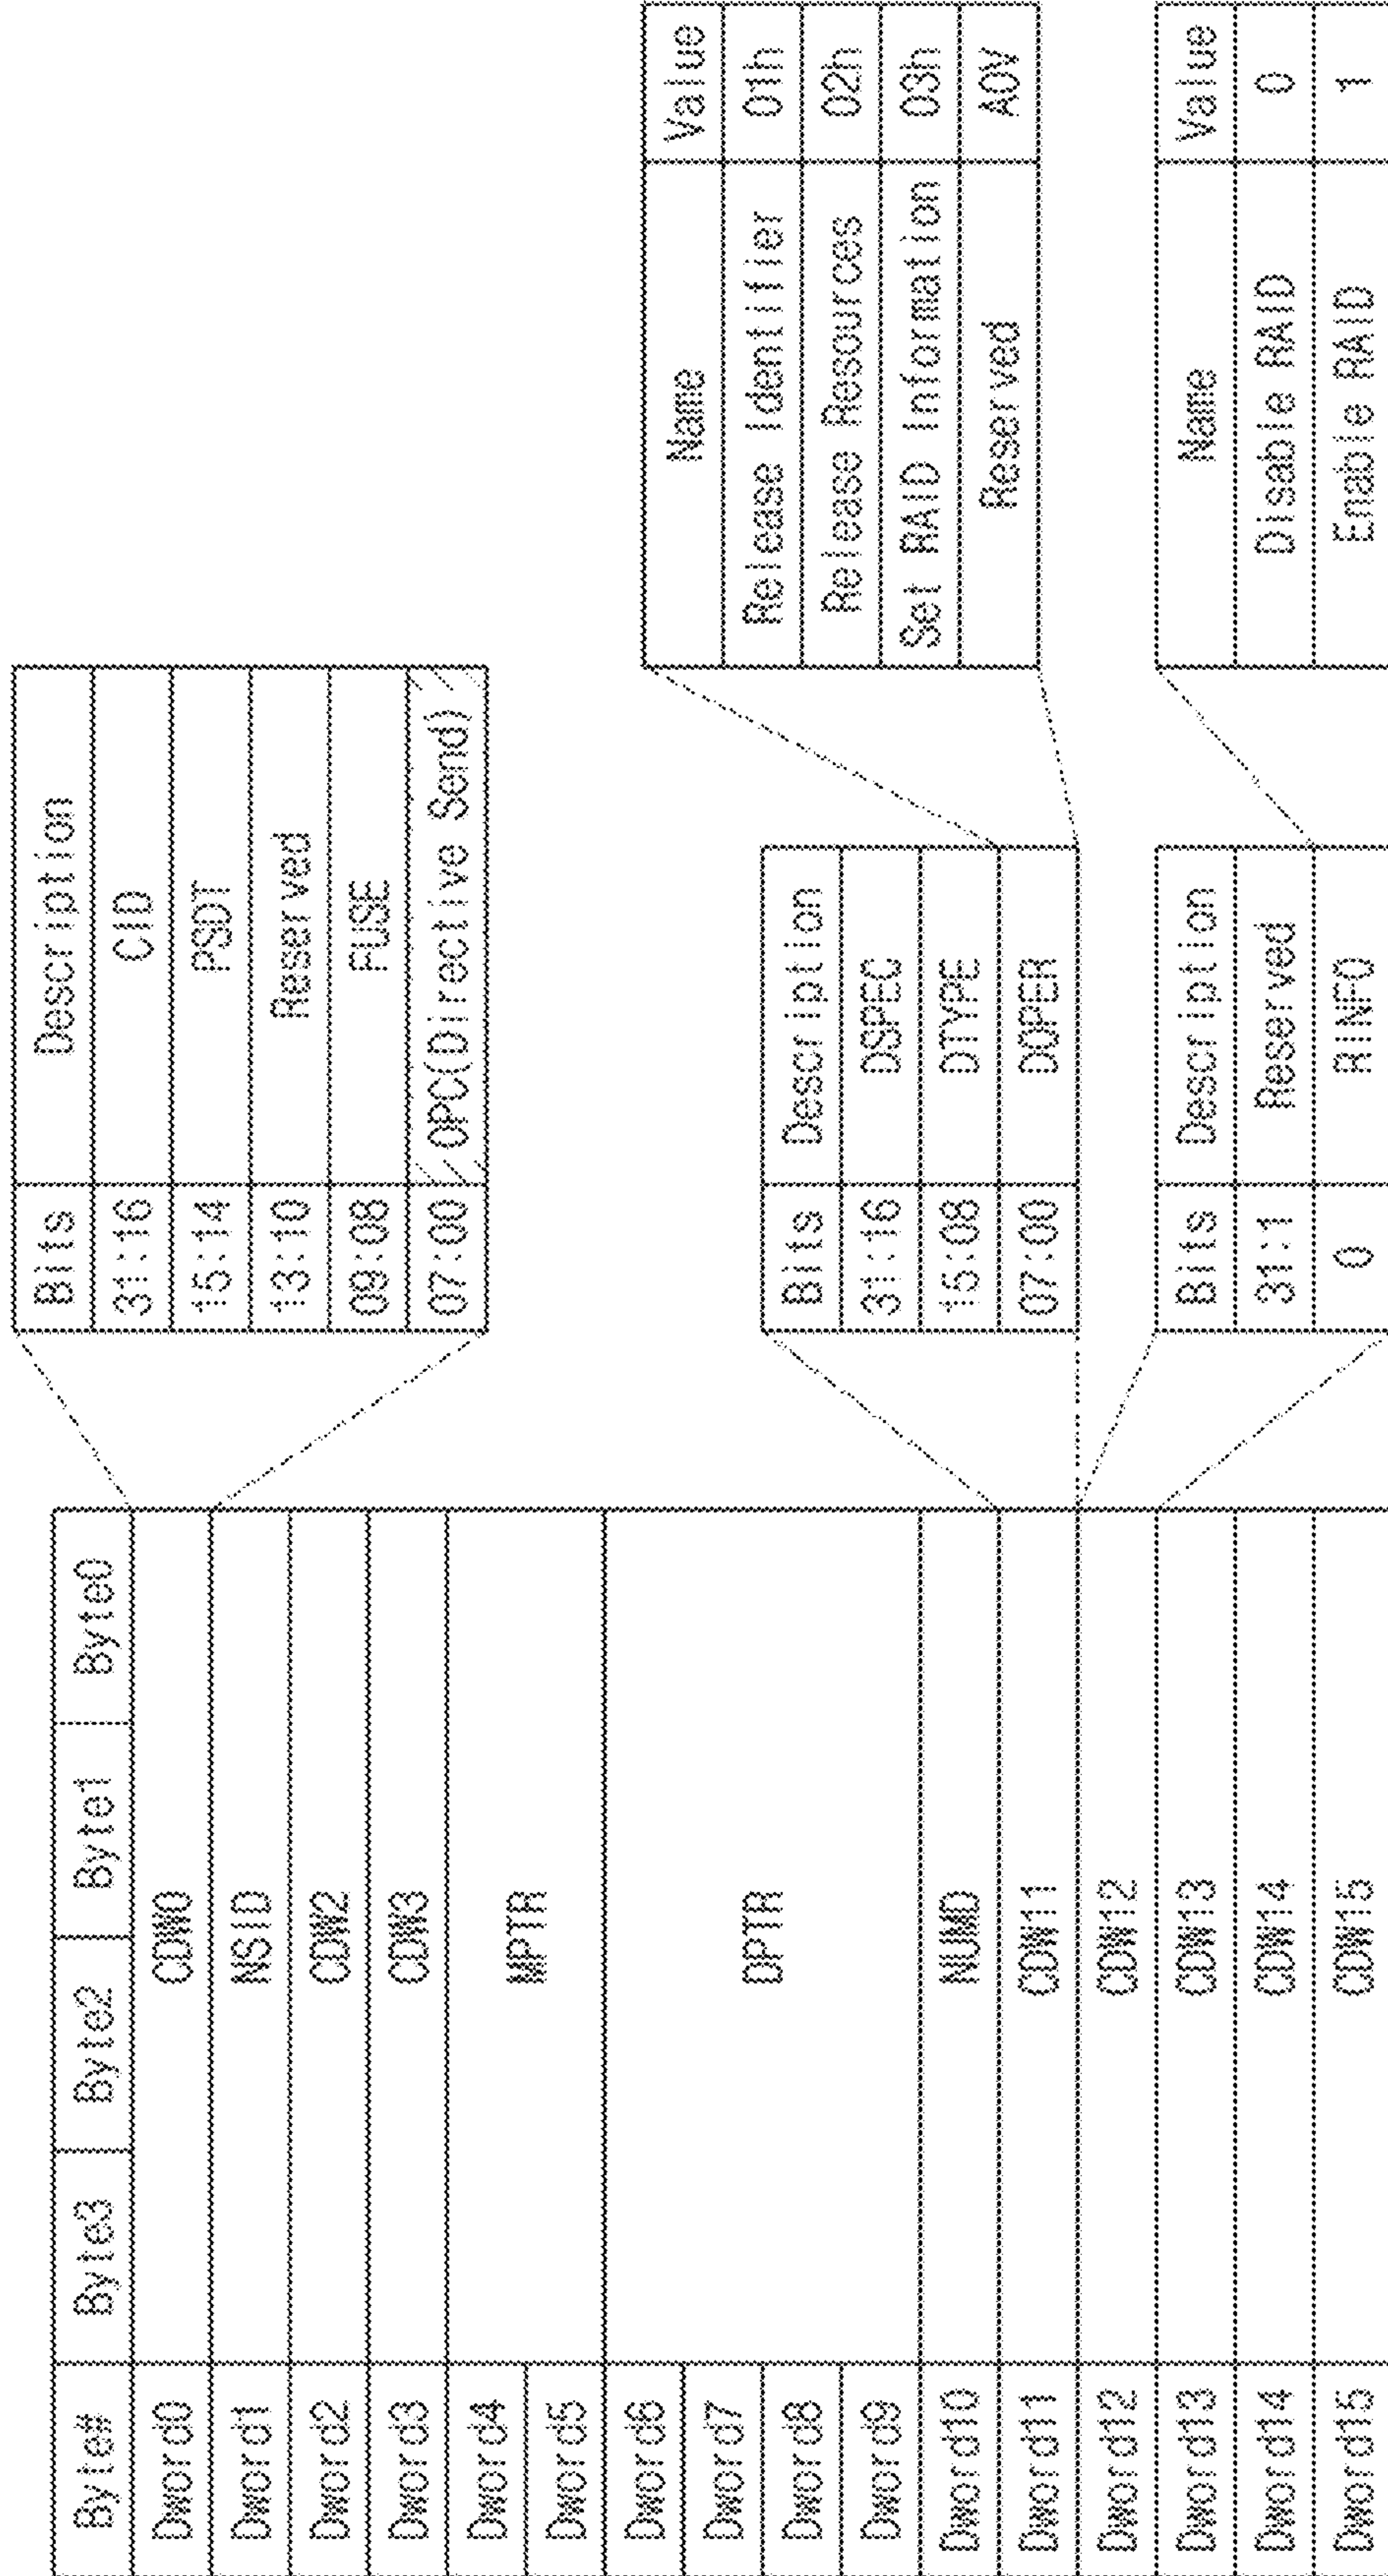 Byte# Byte3 Byte2 Byte1 Byte0
Dword0 CDW0
Dword1 NSID
Dword2 CDW2
Dword3 CDW3
Dword4 MPTR
Dword5
Dword6 DPTR
Dword7
Dword8
Dword9
Dword10 NUMD
Dword11 CDW11
Dword12 CDW12
Dword13 CDW13
Dword14 CDW14
Dword15 CDW15
Bits Description
31:16 CID
15:14 PSDT
13:10 Reserved
09:08 FUSE
07:00 OPC(Directive Send)
Bits Description
31:16 DSPEC
15:08 DTYPE
07:00 DOPER
Bits Description
31:1 Reserved
0 RINFO
Name Value
Release Identifier 01h
Release Resources 02h
Set RAID Information 03h
Reserved AOV
Name Value
Disable RAID 0
Enable RAID 1